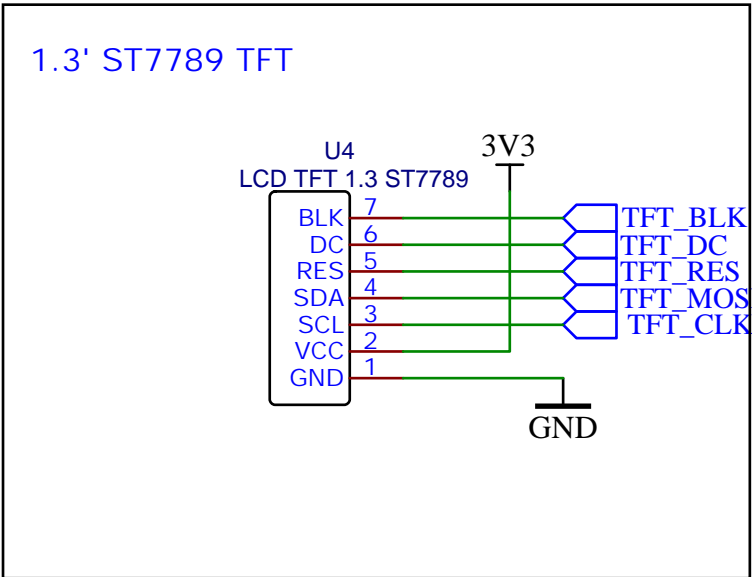 1.3' ST7789 TFT
U4
LCD TFT 1.3 ST7789
3V3
BLK 7 TFT_BLK
DC 6 TFT_DC
RES 5 TFT_RES
SDA 4 TFT_MOS
SCL 3 TFT_CLK
VCC 2
GND 1
GND